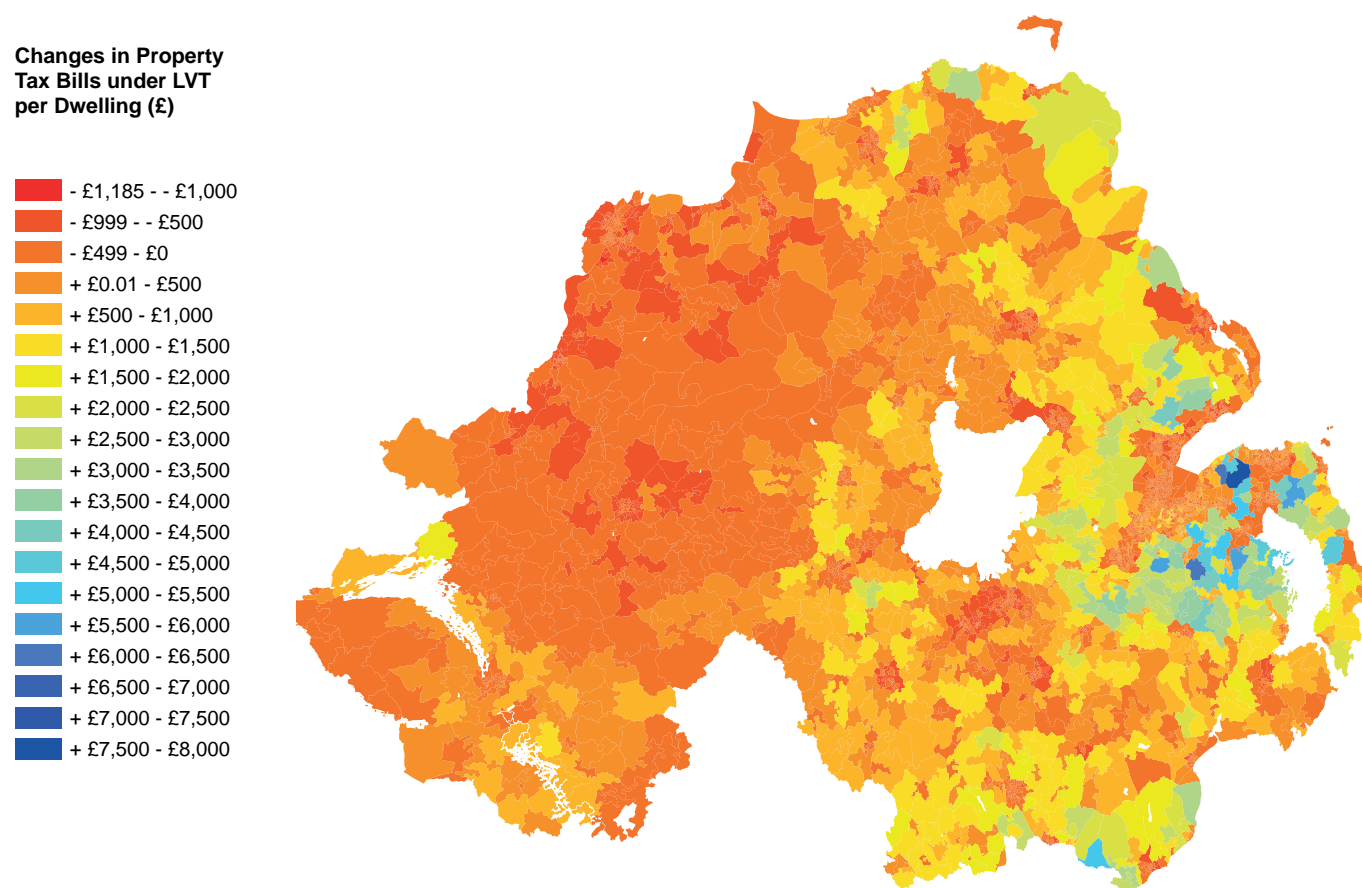 Changes in Property
Tax Bills under LVT
per Dwelling (£)
- £1,185 - - £1,000
- £999 - - £500
- £499 - £0
+ £0.01 - £500
+ £500 - £1,000
+ £1,000 - £1,500
+ £1,500 - £2,000
+ £2,000 - £2,500
+ £2,500 - £3,000
+ £3,000 - £3,500
+ £3,500 - £4,000
+ £4,000 - £4,500
+ £4,500 - £5,000
+ £5,000 - £5,500
+ £5,500 - £6,000
+ £6,000 - £6,500
+ £6,500 - £7,000
+ £7,000 - £7,500
+ £7,500 - £8,000